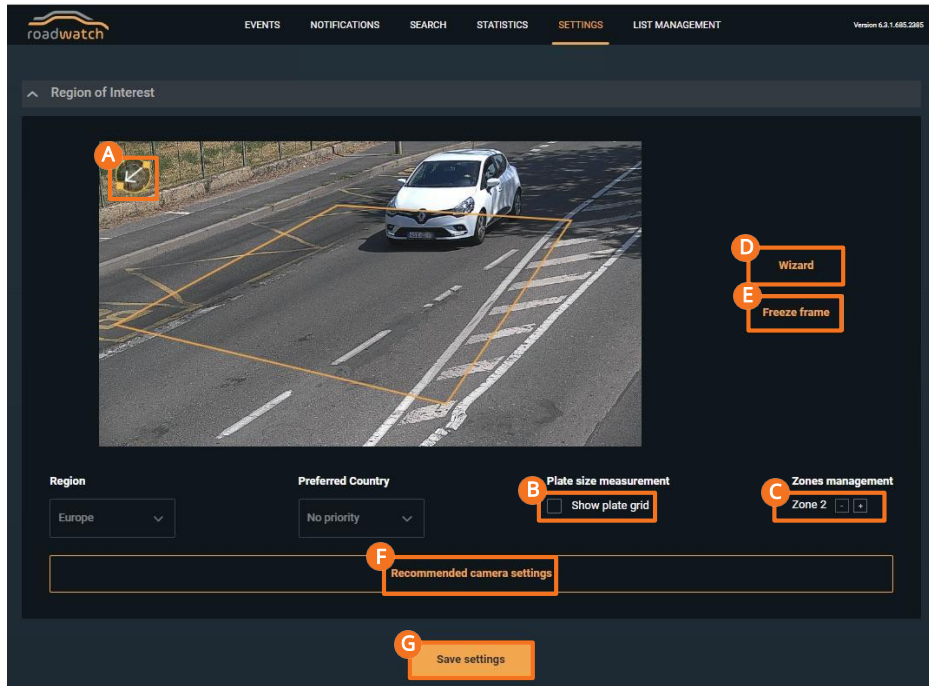 roadwatch
EVENTS NOTIFICATIONS SEARCH STATISTICS SETTINGS LIST MANAGEMENT Version 6.3.1.685.2385
Region of Interest
A
D
Wizard
E
Freeze frame
Region Preferred Country Plate size measurement Zones management
B
C
Europe No priority Show plate grid Zone 2 - +
F
Recommended camera settings
G
Save settings